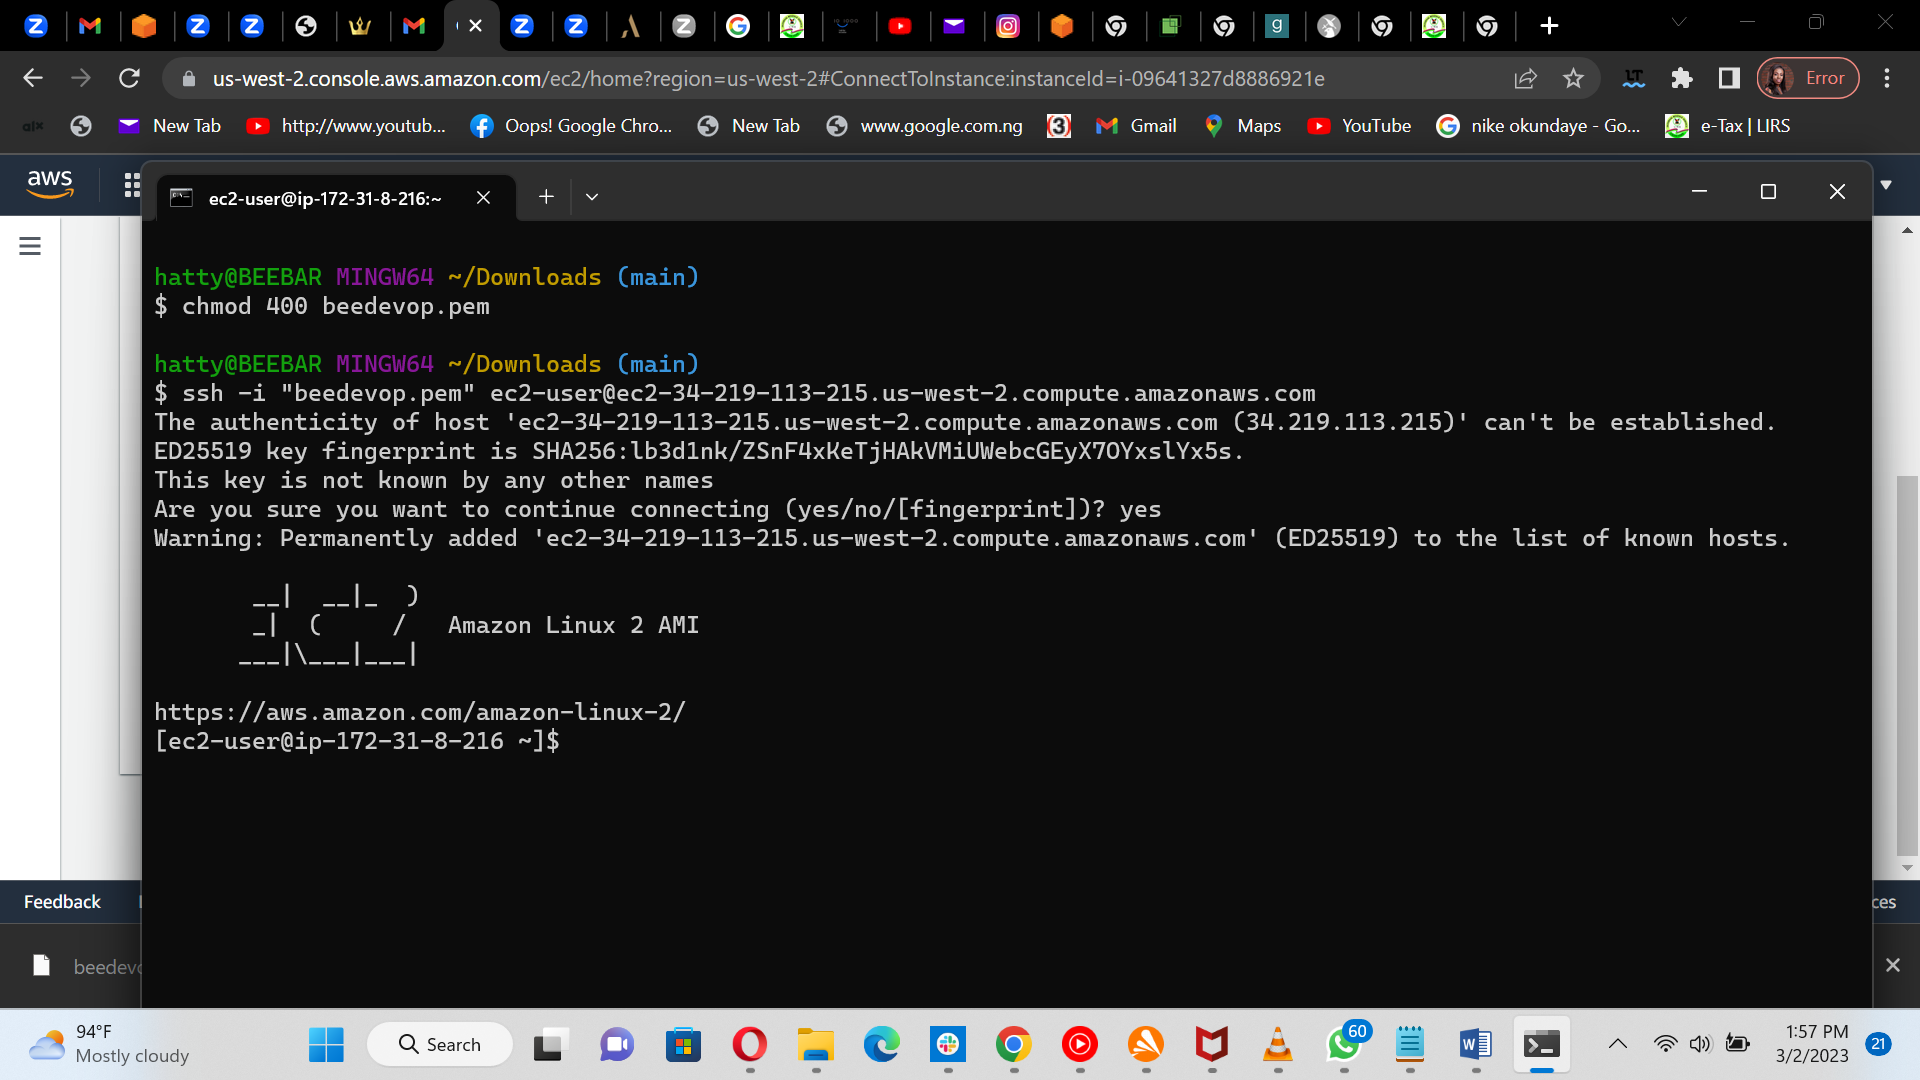 us-west-2.console.aws.amazon.com/ec2/home?region=us-west-2#ConnectToInstance:instanceId=i-09641327d8886921e
Error
New Tab
http://www.youtub...
Oops! Google Chro...
New Tab
www.google.com.ng
Gmail
Maps
YouTube
nike okundaye - Go...
e-Tax | LIRS
aws
ec2-user@ip-172-31-8-216:~
hatty@BEEBAR MINGW64 ~/Downloads (main)
$ chmod 400 beedevop.pem
hatty@BEEBAR MINGW64 ~/Downloads (main)
$ ssh -i "beedevop.pem" ec2-user@ec2-34-219-113-215.us-west-2.compute.amazonaws.com
The authenticity of host 'ec2-34-219-113-215.us-west-2.compute.amazonaws.com (34.219.113.215)' can't be established.
ED25519 key fingerprint is SHA256:lb3d1nk/ZSnF4xKeTjHAkVMiUWebcGEyX7OYxslYx5s.
This key is not known by any other names
Are you sure you want to continue connecting (yes/no/[fingerprint])? yes
Warning: Permanently added 'ec2-34-219-113-215.us-west-2.compute.amazonaws.com' (ED25519) to the list of known hosts.
       __|  __|_  )
       _|  (     /   Amazon Linux 2 AMI
      ___|\___|___|
https://aws.amazon.com/amazon-linux-2/
[ec2-user@ip-172-31-8-216 ~]$
Feedback
ces
beedev
94°F
Mostly cloudy
Search
60
1:57 PM
3/2/2023
21